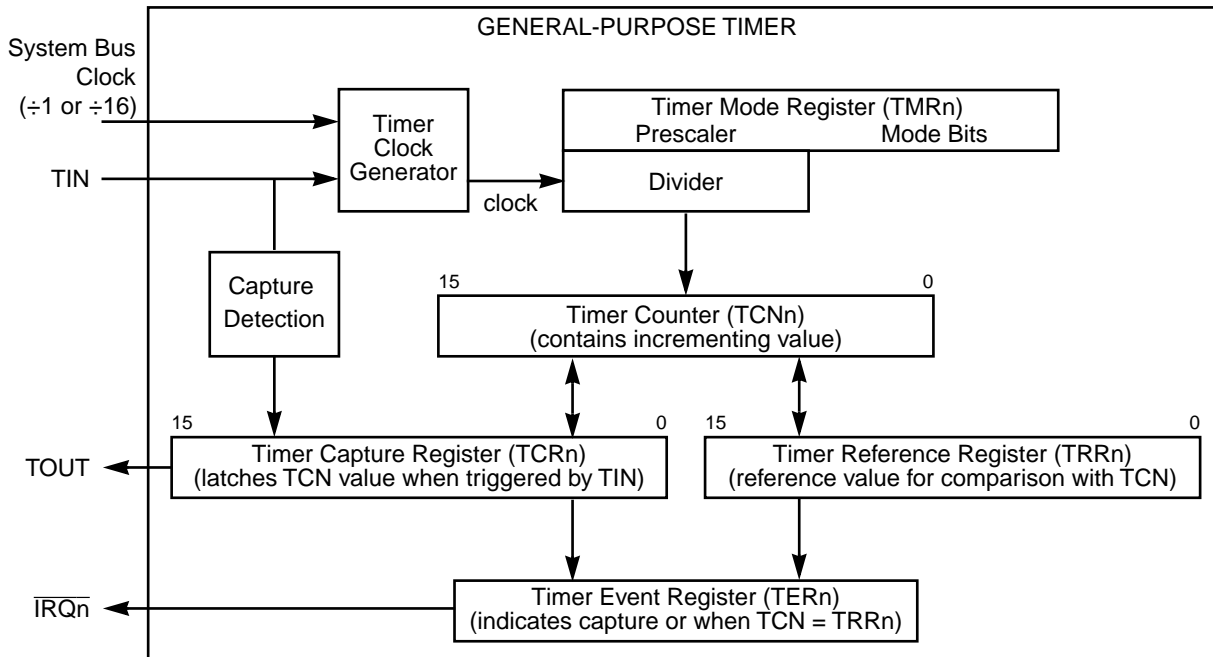 GENERAL-PURPOSE TIMER
System Bus
Clock
(÷1 or ÷16)
TIN
Timer
Clock
Generator
clock
Timer Mode Register (TMRn)
Prescaler Mode Bits
Divider
Capture
Detection
15 0
Timer Counter (TCNn)
(contains incrementing value)
15 0
Timer Capture Register (TCRn)
(latches TCN value when triggered by TIN)
15 0
Timer Reference Register (TRRn)
(reference value for comparison with TCN)
TOUT
Timer Event Register (TERn)
(indicates capture or when TCN = TRRn)
IRQn